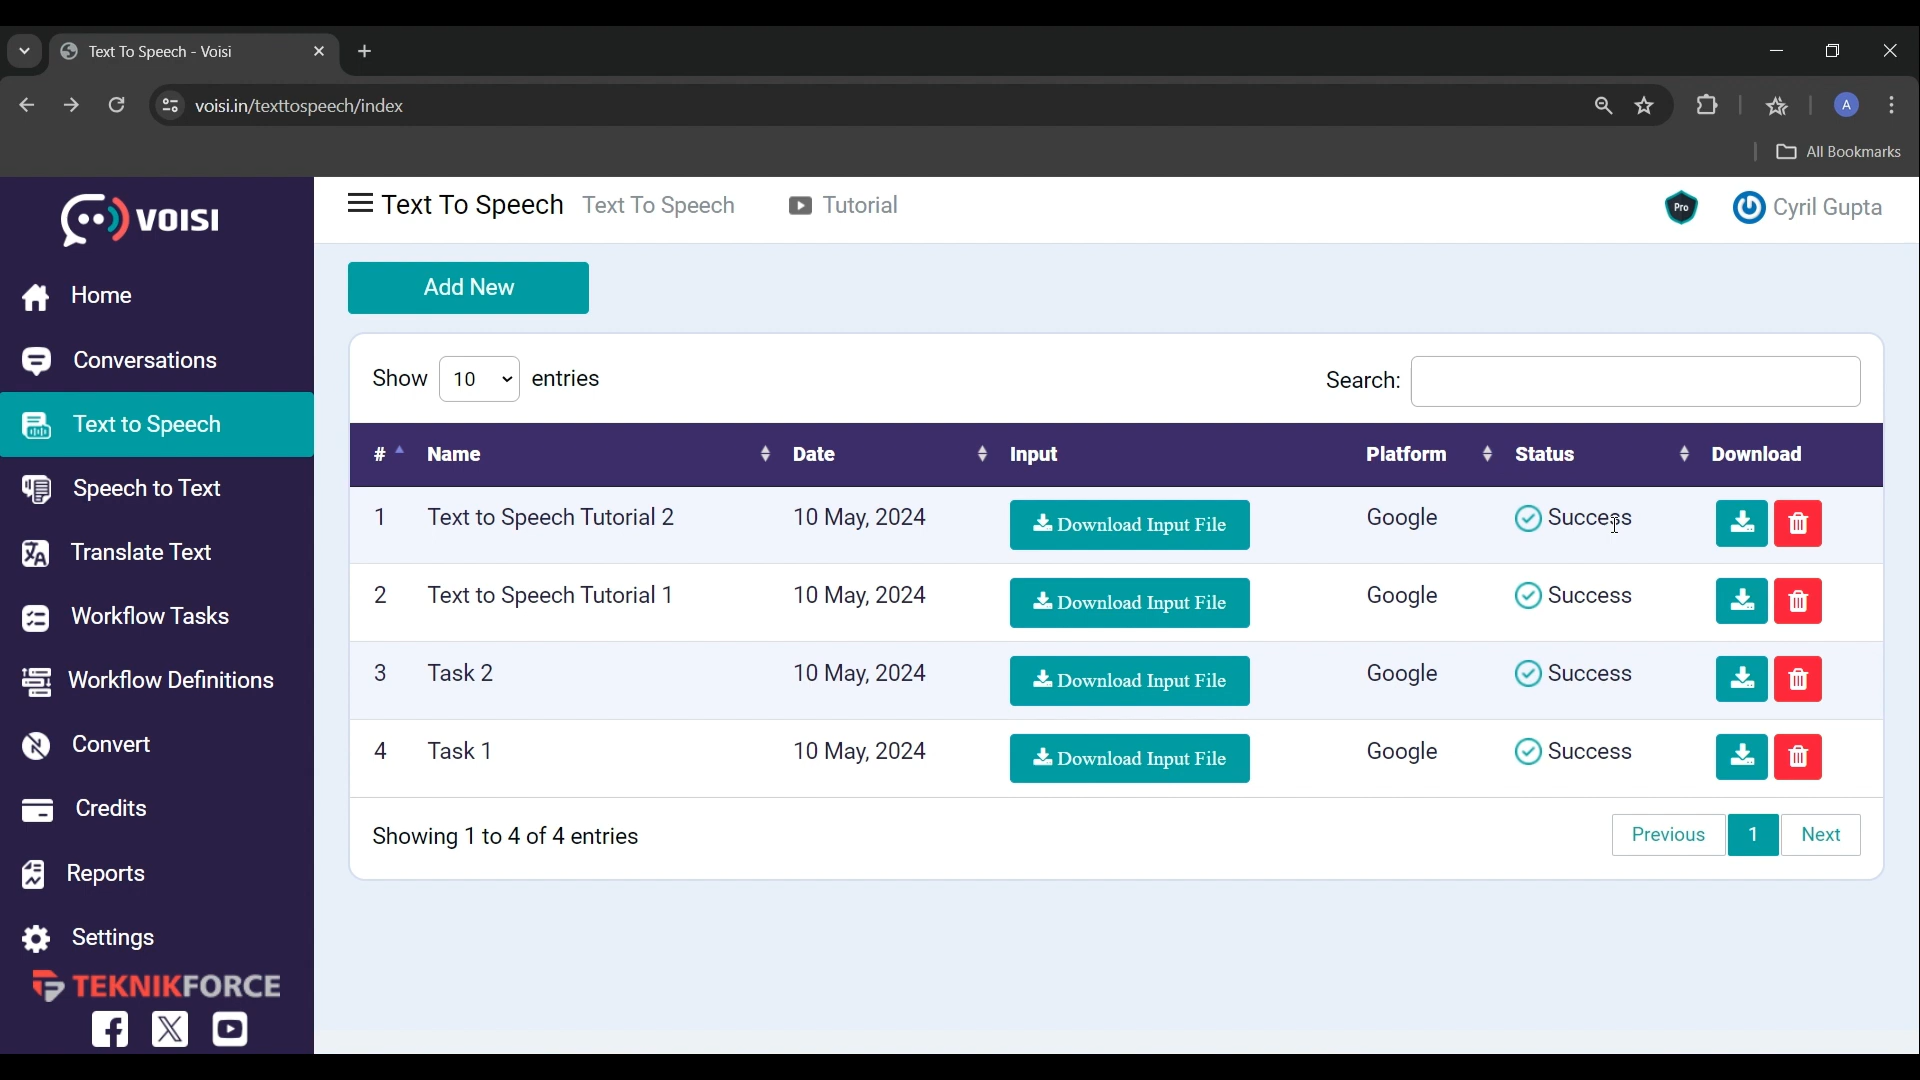 Text To Speech - Voisi
voisi.in/texttospeech/index
A
All Bookmarks
VOISI
Text To Speech Text To Speech Tutorial
Pro
Cyril Gupta
Home
Conversations
Text to Speech
Speech to Text
Translate Text
Workflow Tasks
Workflow Definitions
Convert
Credits
Reports
Settings
TEKNIKFORCE
Add New
Show 10 entries
Search:
# Name Date Input Platform Status Download
1 Text to Speech Tutorial 2 10 May, 2024 Download Input File Google Success
2 Text to Speech Tutorial 1 10 May, 2024 Download Input File Google Success
3 Task 2 10 May, 2024 Download Input File Google Success
4 Task 1 10 May, 2024 Download Input File Google Success
Showing 1 to 4 of 4 entries
Previous 1 Next